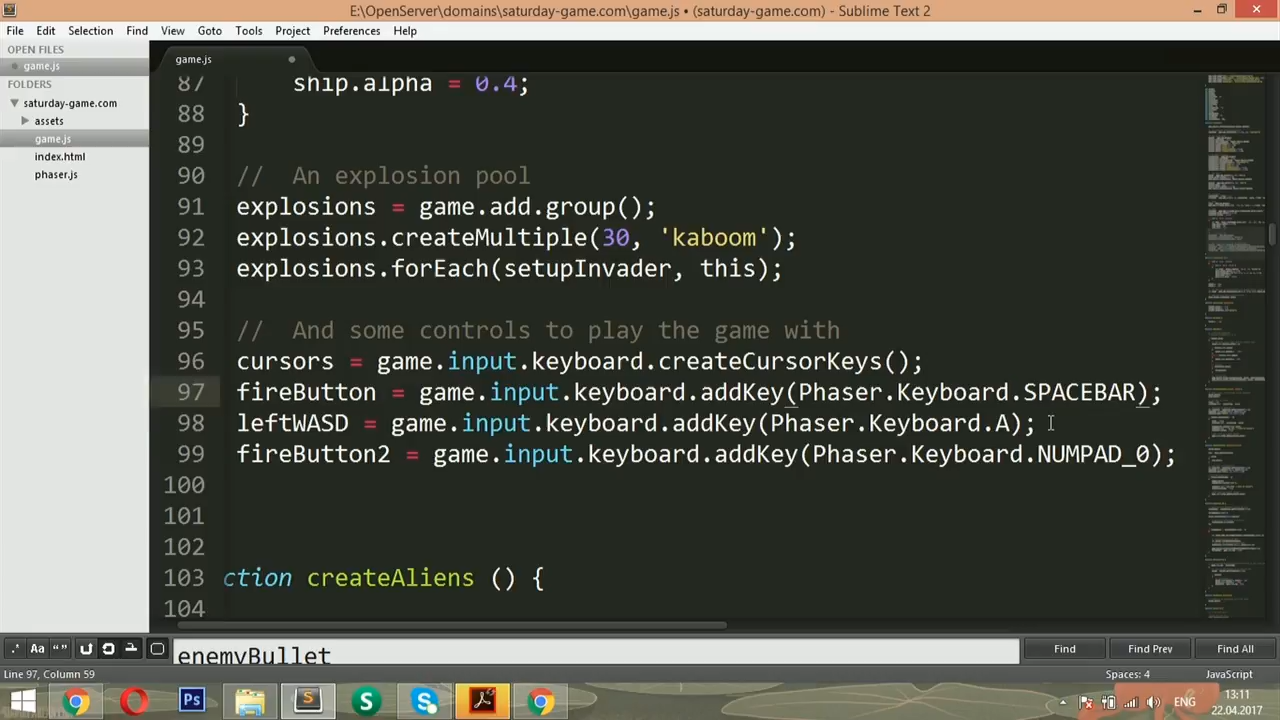 E:\OpenServer\domains\saturday-game.com\game.js • (saturday-game.com) - Sublime Text 2
File Edit Selection Find View Goto Tools Project Preferences Help
OPEN FILES
game.js
FOLDERS
saturday-game.com
assets
game.js
index.html
phaser.js
game.js
87 ship.alpha = 0.4;
88 }
89
90 // An explosion pool
91 explosions = game.add.group();
92 explosions.createMultiple(30, 'kaboom');
93 explosions.forEach(setupInvader, this);
94
95 // And some controls to play the game with
96 cursors = game.input.keyboard.createCursorKeys();
97 fireButton = game.input.keyboard.addKey(Phaser.Keyboard.SPACEBAR);
98 leftWASD = game.input.keyboard.addKey(Phaser.Keyboard.A);
99 fireButton2 = game.input.keyboard.addKey(Phaser.Keyboard.NUMPAD_0);
100
101
102
103 ction createAliens () {
104
.* Aa “ ” enemyBullet Find Find Prev Find All
Line 97, Column 59 Spaces: 4 JavaScript
Ps S S ENG 13:11
22.04.2017